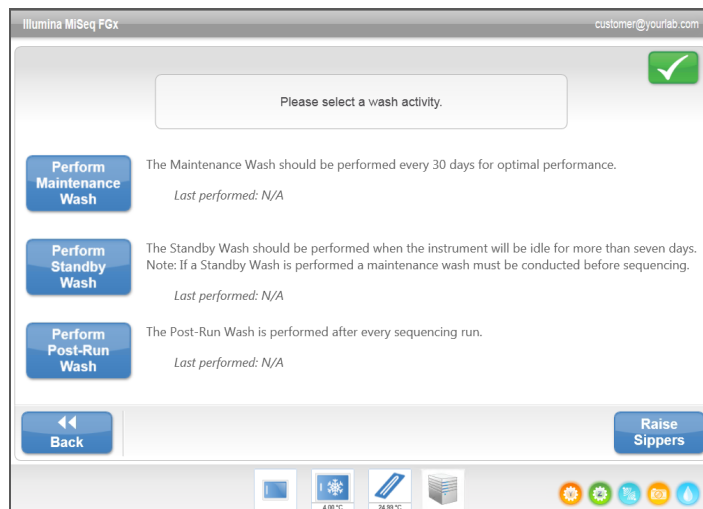 Illumina MiSeq FGx
customer@yourlab.com
Please select a wash activity.
Perform
Maintenance
Wash
The Maintenance Wash should be performed every 30 days for optimal performance.
Last performed: N/A
Perform
Standby
Wash
The Standby Wash should be performed when the instrument will be idle for more than seven days.
Note: If a Standby Wash is performed a maintenance wash must be conducted before sequencing.
Last performed: N/A
Perform
Post-Run
Wash
The Post-Run Wash is performed after every sequencing run.
Last performed: N/A
Back
Raise
Sippers
4.00 °C
24.99 °C